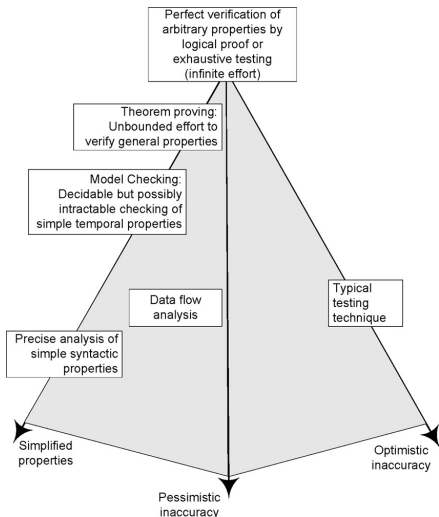 Perfect verification of
arbitrary properties by
logical proof or
exhaustive testing
(infinite effort)
Theorem proving:
Unbounded effort to
verify general properties
Model Checking:
Decidable but possibly
intractable checking of
simple temporal properties
Data flow
analysis
Typical
testing
technique
Precise analysis of
simple syntactic
properties
Simplified
properties
Optimistic
inaccuracy
Pessimistic
inaccuracy